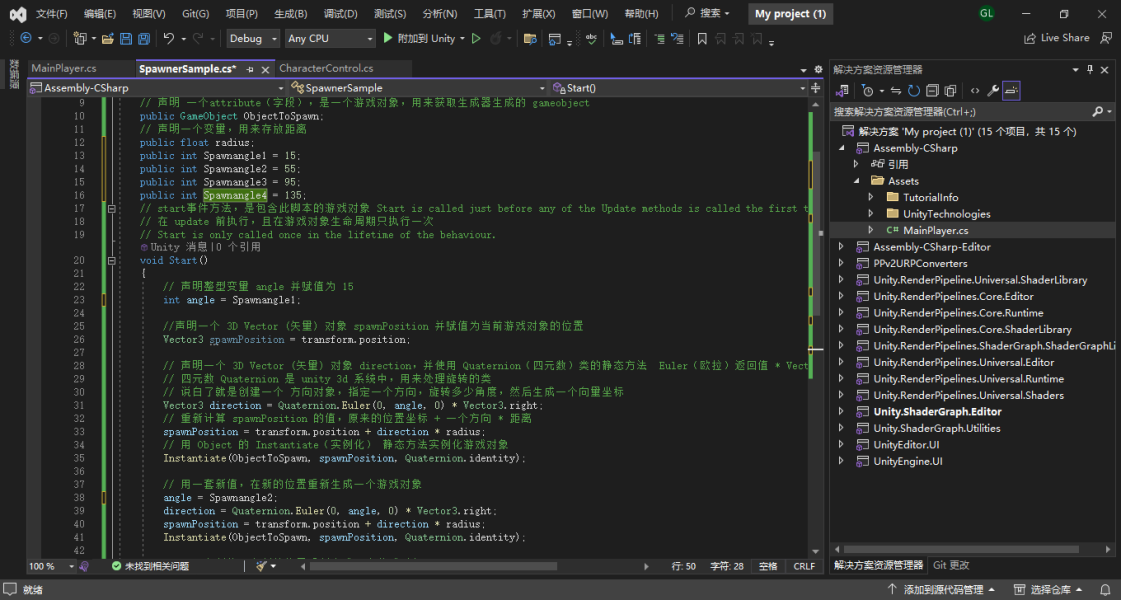 文件(F) 编辑(E) 视图(V) Git(G) 项目(P) 生成(B) 调试(D) 测试(S) 分析(N) 工具(T) 扩展(X) 窗口(W) 帮助(H) 搜索 My project (1) GL
Debug Any CPU 附加到 Unity Live Share
MainPlayer.cs SpawnerSample.cs* CharacterControl.cs
Assembly-CSharp SpawnerSample Start()
9 // 声明 一个attribute（字段），是一个游戏对象，用来获取生成器生成的 gameobject
10 public GameObject ObjectToSpawn;
11 // 声明一个变量，用来存放距离
12 public float radius;
13 public int Spawnangle1 = 15;
14 public int Spawnangle2 = 55;
15 public int Spawnangle3 = 95;
16 public int Spawnangle4 = 135;
17 // start事件方法，是包含此脚本的游戏对象 Start is called just before any of the Update methods is called the first t
18 // 在 update 前执行，且在游戏对象生命周期只执行一次
19 // Start is only called once in the lifetime of the behaviour.
Unity 消息|0 个引用
20 void Start()
21 {
22 // 声明整型变量 angle 并赋值为 15
23 int angle = Spawnangle1;
24
25 //声明一个 3D Vector（矢量）对象 spawnPosition 并赋值为当前游戏对象的位置
26 Vector3 spawnPosition = transform.position;
27
28 // 声明一个 3D Vector（矢量）对象 direction，并使用 Quaternion（四元数）类的静态方法 Euler（欧拉）返回值 * Vect
29 // 四元数 Quaternion 是 unity 3d 系统中，用来处理旋转的类
30 // 说白了就是创建一个 方向对象，指定一个方向，旋转多少角度，然后生成一个向量坐标
31 Vector3 direction = Quaternion.Euler(0, angle, 0) * Vector3.right;
32 // 重新计算 spawnPosition 的值，原来的位置坐标 + 一个方向 * 距离
33 spawnPosition = transform.position + direction * radius;
34 // 用 Object 的 Instantiate（实例化） 静态方法实例化游戏对象
35 Instantiate(ObjectToSpawn, spawnPosition, Quaternion.identity);
36
37 // 用一套新值，在新的位置重新生成一个游戏对象
38 angle = Spawnangle2;
39 direction = Quaternion.Euler(0, angle, 0) * Vector3.right;
40 spawnPosition = transform.position + direction * radius;
41 Instantiate(ObjectToSpawn, spawnPosition, Quaternion.identity);
42
100 % 未找到相关问题 行: 50 字符: 28 空格 CRLF
解决方案资源管理器
搜索解决方案资源管理器(Ctrl+;)
解决方案 'My project (1)' (15 个项目，共 15 个)
Assembly-CSharp
引用
Assets
TutorialInfo
UnityTechnologies
C# MainPlayer.cs
Assembly-CSharp-Editor
PPv2URPConverters
Unity.RenderPipeline.Universal.ShaderLibrary
Unity.RenderPipelines.Core.Editor
Unity.RenderPipelines.Core.Runtime
Unity.RenderPipelines.Core.ShaderLibrary
Unity.RenderPipelines.ShaderGraph.ShaderGraphLi
Unity.RenderPipelines.Universal.Editor
Unity.RenderPipelines.Universal.Runtime
Unity.RenderPipelines.Universal.Shaders
Unity.ShaderGraph.Editor
Unity.ShaderGraph.Utilities
UnityEditor.UI
UnityEngine.UI
解决方案资源管理器 Git 更改
就绪 添加到源代码管理 选择仓库